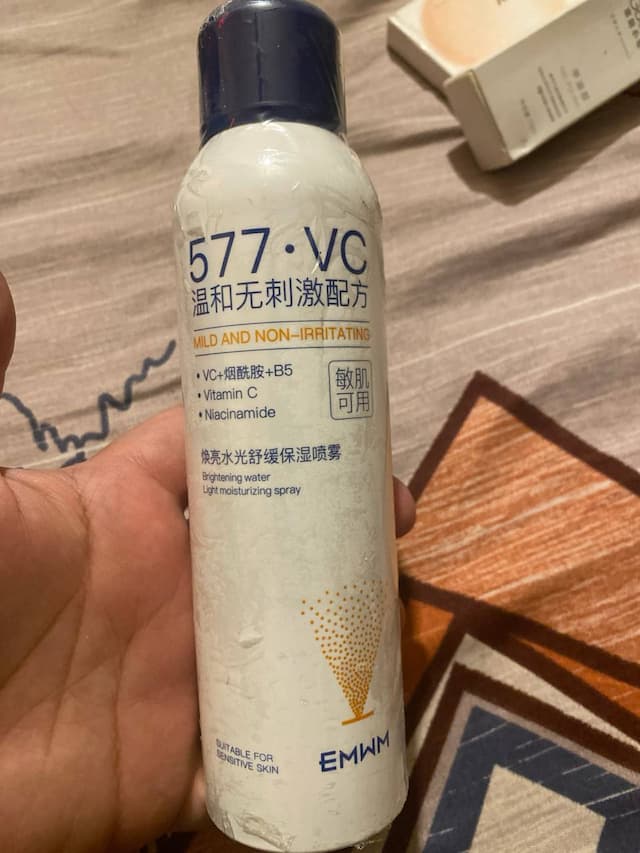 577·VC
温和无刺激配方
MILD AND NON-IRRITATING
• VC+烟酰胺+B5
• Vitamin C
• Niacinamide
敏肌
可用
焕亮水光舒缓保湿喷雾
Brightening water
Light moisturizing spray
SUITABLE FOR
SENSITIVE SKIN
EMWM